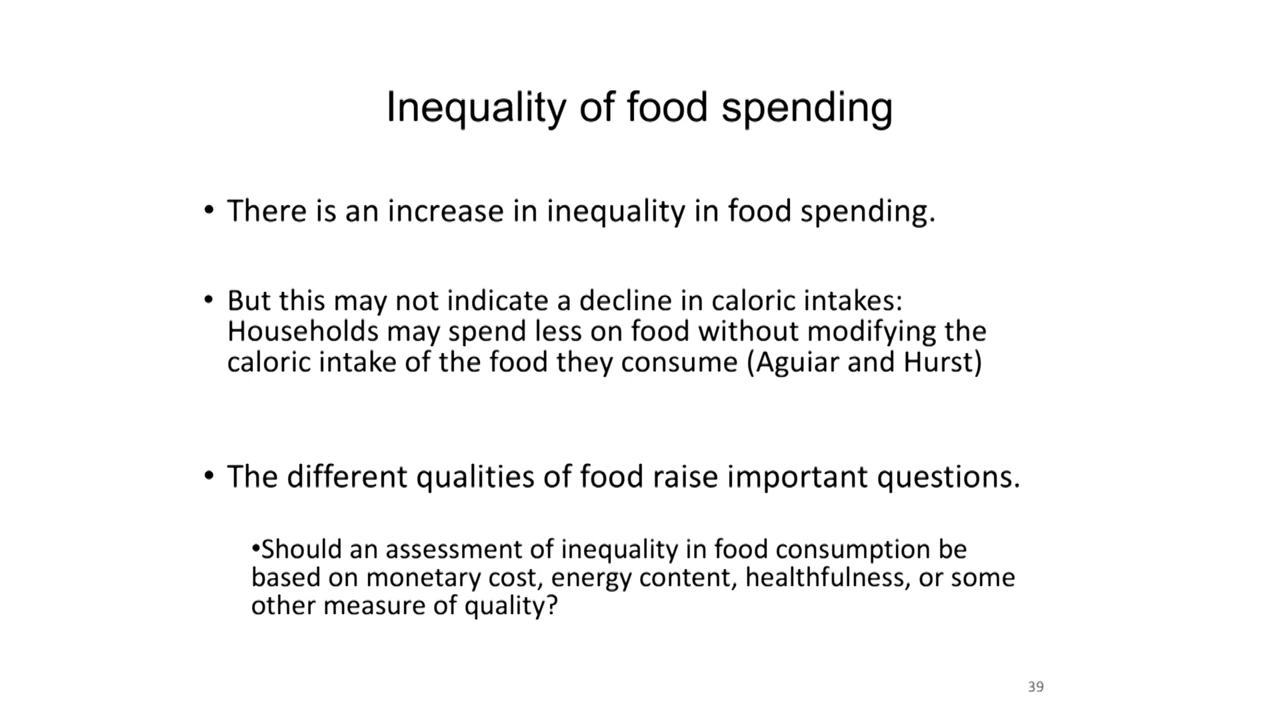 Inequality of food spending
• There is an increase in inequality in food spending.
• But this may not indicate a decline in caloric intakes:
Households may spend less on food without modifying the
caloric intake of the food they consume (Aguiar and Hurst)
• The different qualities of food raise important questions.
•Should an assessment of inequality in food consumption be
based on monetary cost, energy content, healthfulness, or some
other measure of quality?
39